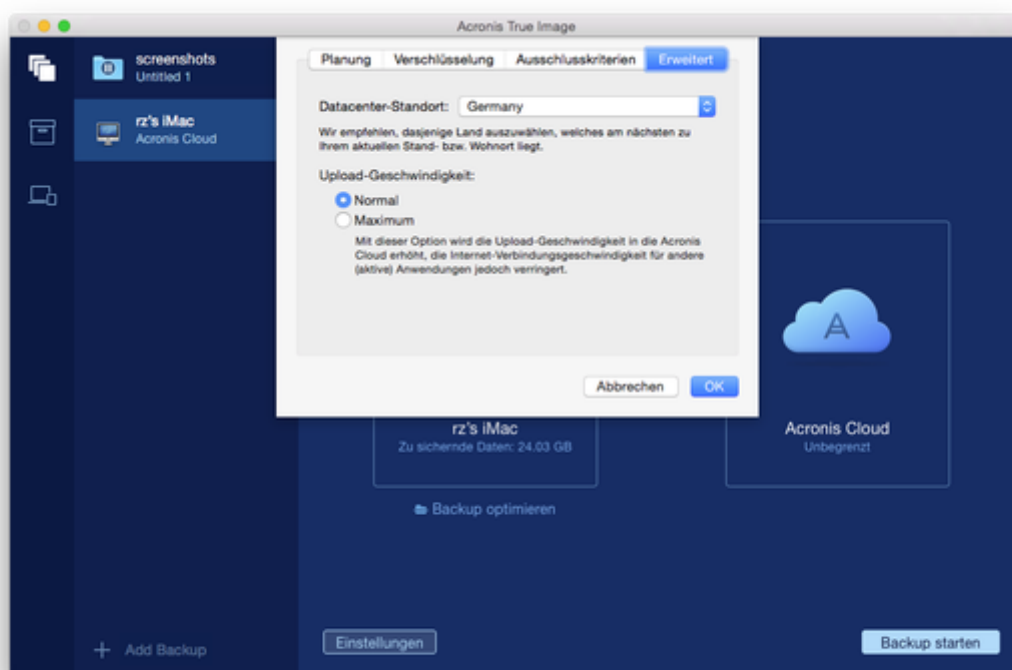 Acronis True Image
screenshots
Untitled 1
rz's iMac
Acronis Cloud
Planung Verschlüsselung Ausschlusskriterien Erweitert
Datacenter-Standort: Germany
Wir empfehlen, dasjenige Land auszuwählen, welches am nächsten zu
Ihrem aktuellen Stand- bzw. Wohnort liegt.
Upload-Geschwindigkeit:
Normal
Maximum
Mit dieser Option wird die Upload-Geschwindigkeit in die Acronis
Cloud erhöht, die Internet-Verbindungsgeschwindigkeit für andere
(aktive) Anwendungen jedoch verringert.
Abbrechen OK
rz's iMac
Zu sichernde Daten: 24.03 GB
Acronis Cloud
Unbegrenzt
Backup optimieren
Add Backup
Einstellungen
Backup starten